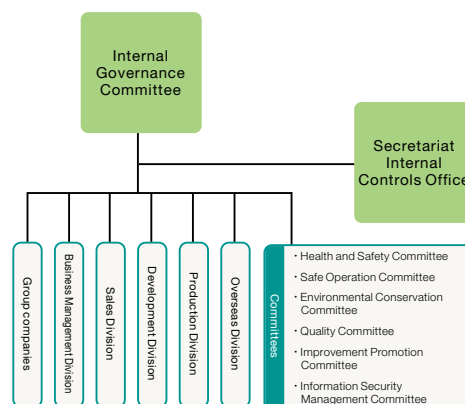 Internal
Governance
Committee
Secretariat
Internal
Controls Office
Group companies
Business Management Division
Sales Division
Development Division
Production Division
Overseas Division
Committees
・Health and Safety Committee
・Safe Operation Committee
・Environmental Conservation
Committee
・Quality Committee
・Improvement Promotion
Committee
・Information Security
Management Committee